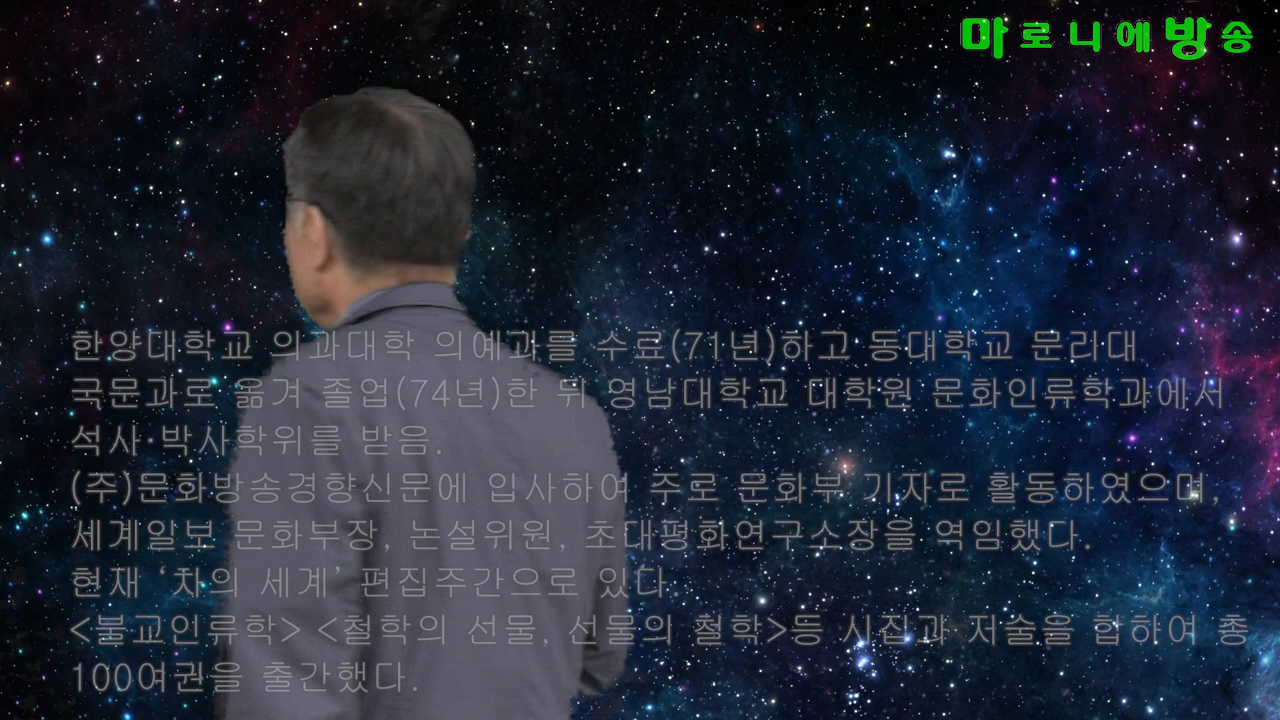 마로니에방송
한양대학교 의과대학 의예과를 수료(71년)하고 동대학교 문리대
국문과로 옮겨 졸업(74년)한 뒤 영남대학교 대학원 문화인류학과에서
석사·박사학위를 받음.
(주)문화방송경향신문에 입사하여 주로 문화부 기자로 활동하였으며,
세계일보 문화부장, 논설위원, 초대평화연구소장을 역임했다.
현재 ‘차의 세계’ 편집주간으로 있다.
<불교인류학> <철학의 선물, 선물의 철학>등 시집과 저술을 합하여 총
100여권을 출간했다.